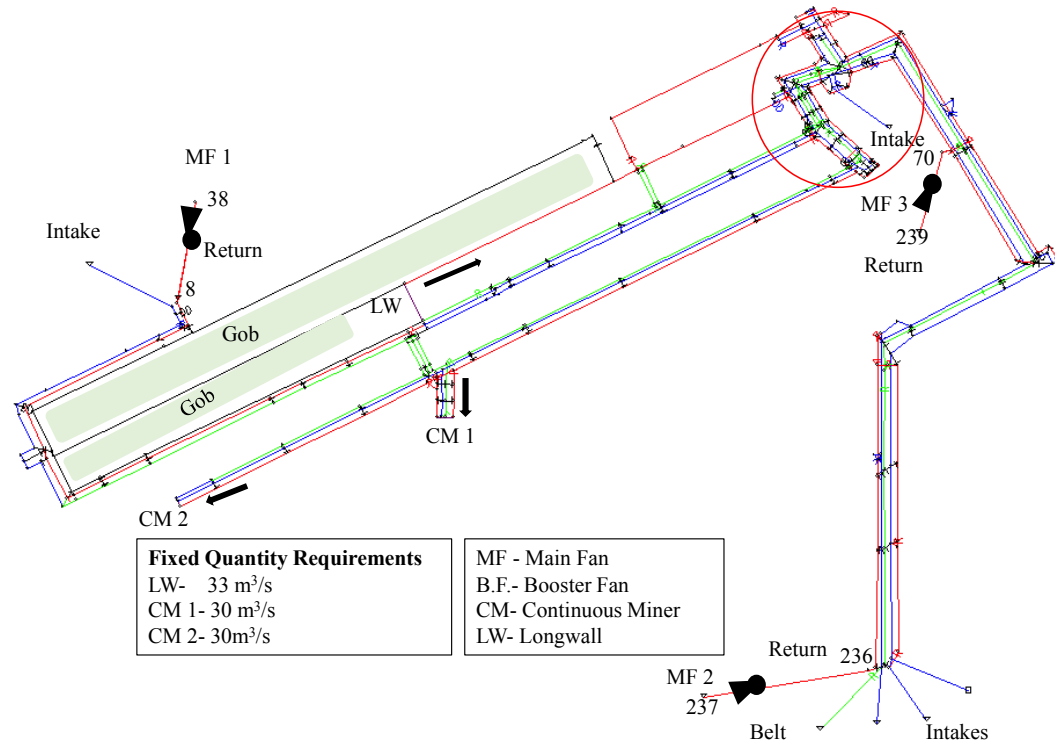 MF 1
38
Intake
Return
8
Intake
70
MF 3
239
Return
LW
Gob
Gob
CM 1
CM 2
Fixed Quantity Requirements
LW- 33 m³/s
CM 1- 30 m³/s
CM 2- 30m³/s
MF - Main Fan
B.F.- Booster Fan
CM- Continuous Miner
LW- Longwall
Return
236
MF 2
237
Belt
Intakes